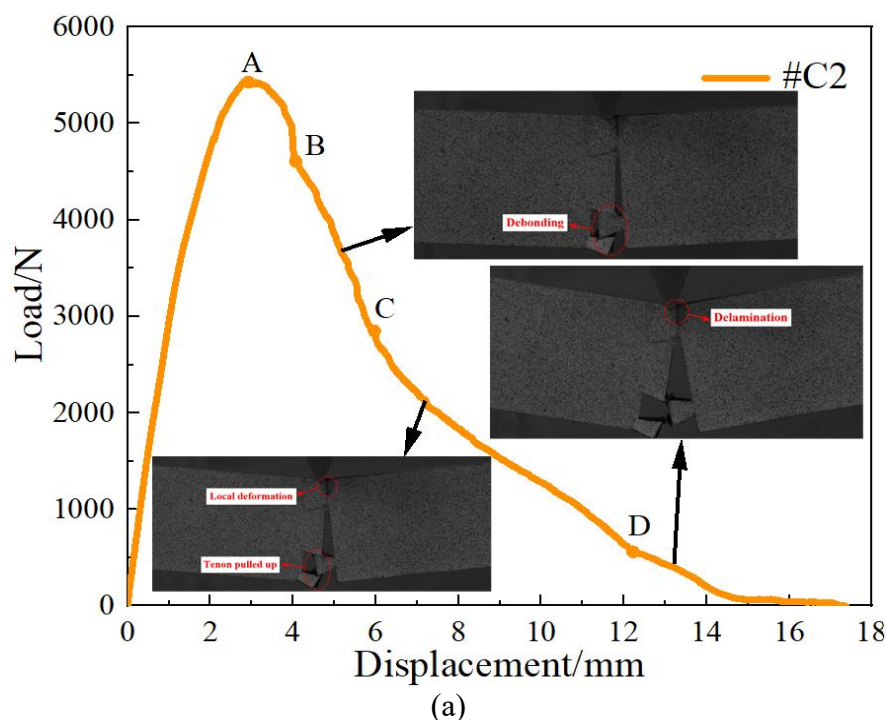 6000
5000
4000
3000
2000
1000
0
Load/N
A
B
C
D
#C2
Debonding
Delamination
Local deformation
Tenon pulled up
0 2 4 6 8 10 12 14 16 18
Displacement/mm
(a)